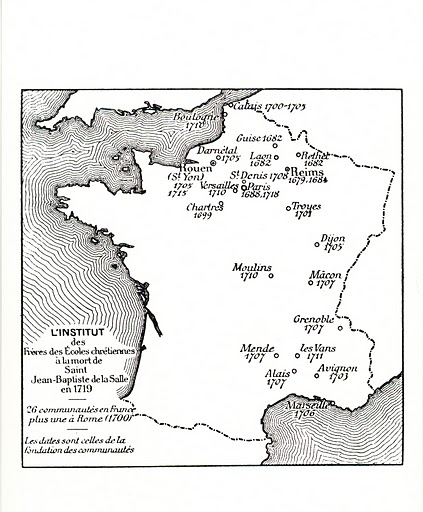 Calais 1700-1705
Boulogne
1710
Guise 1682
Darnétal
1705
Laon
1682
Rethel
1682
Rouen
(St Yon)
1705
1715
St Denis 1708
Reims
1679, 1684
Versailles
1710
Paris
1688, 1718
Chartres
1699
Troyes
1701
Dijon
1705
Moulins
1710
Mâcon
1707
Grenoble
1707
Mende
1707
les Vans
1711
Alais
1707
Avignon
1703
Marseille
1706
L'INSTITUT
des
Frères des Écoles chrétiennes
à la mort de
Saint
Jean-Baptiste de la Salle
en 1719
26 communautés en France
plus une à Rome (1700)
Les dates sont celles de la
fondation des communautés